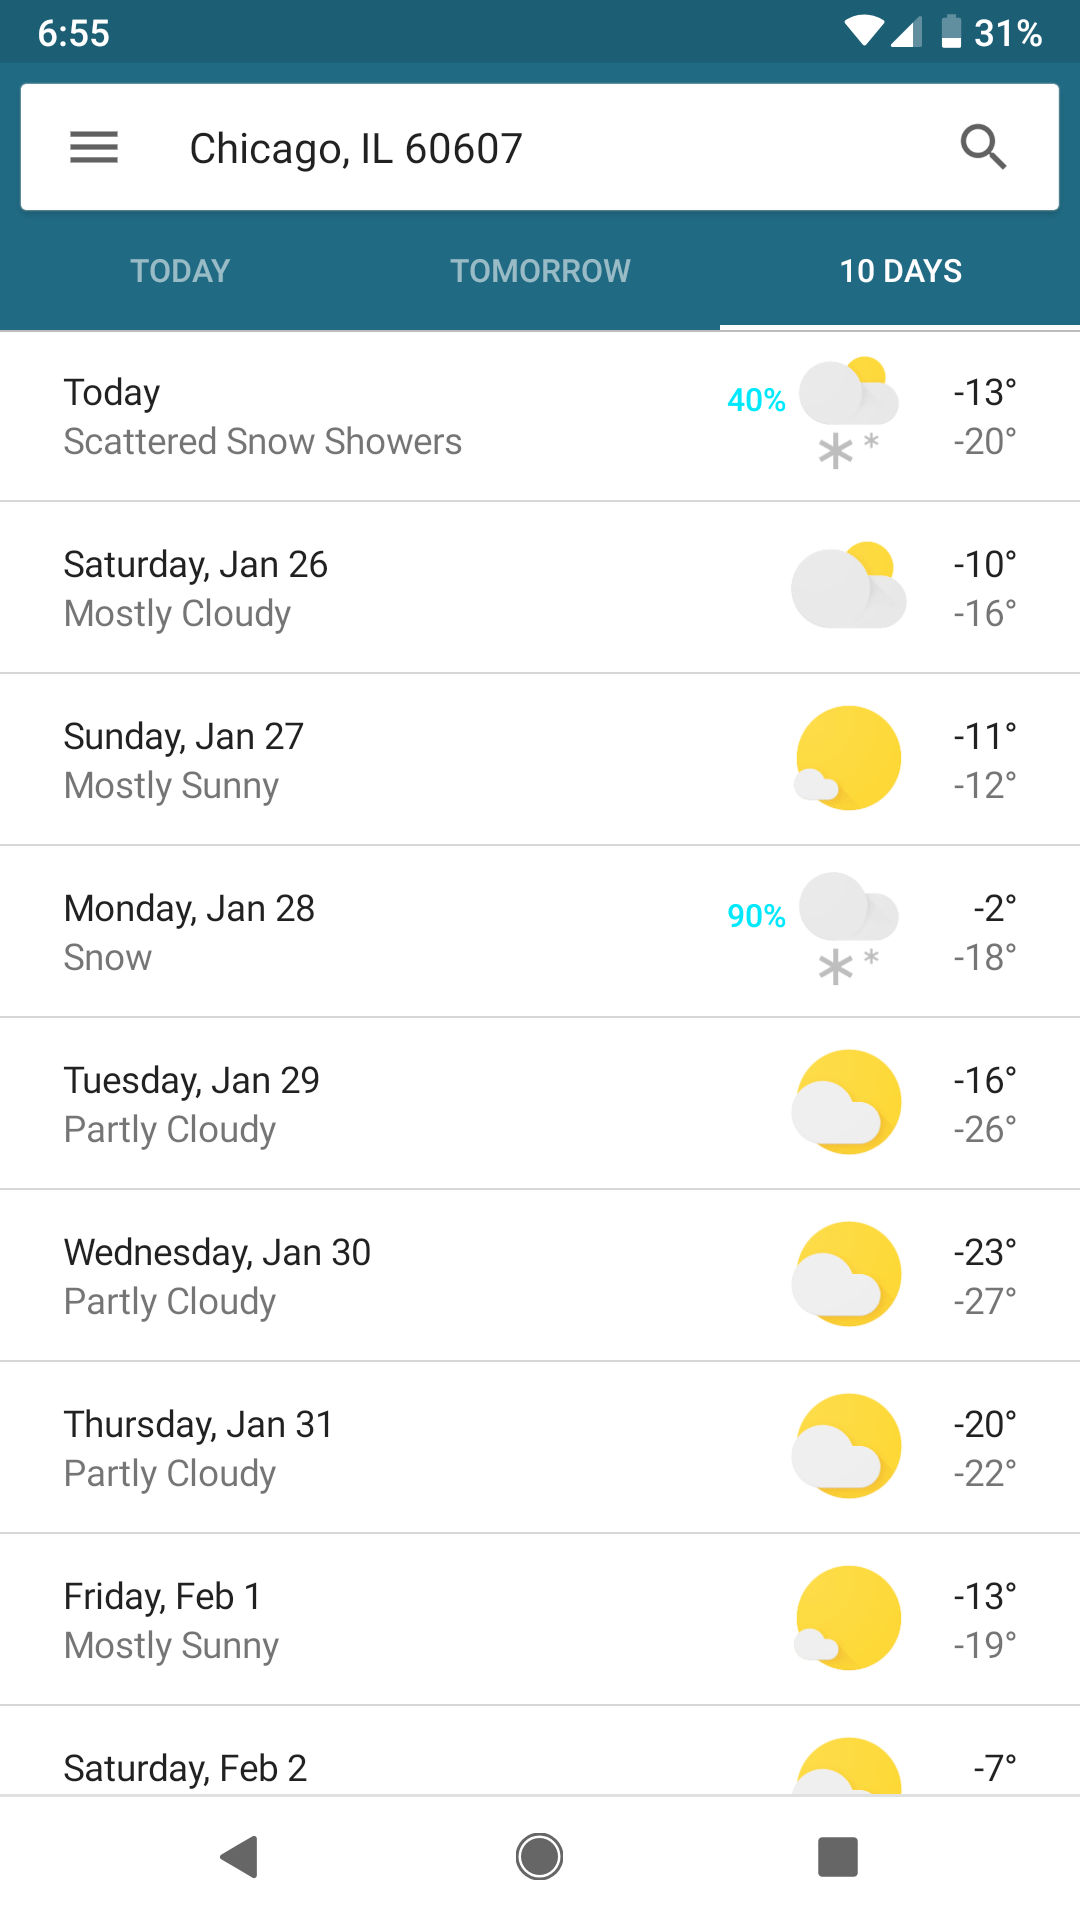 6:55 31%
Chicago, IL 60607
TODAY TOMORROW 10 DAYS
Today 40% -13°
Scattered Snow Showers -20°
Saturday, Jan 26 -10°
Mostly Cloudy -16°
Sunday, Jan 27 -11°
Mostly Sunny -12°
Monday, Jan 28 90% -2°
Snow -18°
Tuesday, Jan 29 -16°
Partly Cloudy -26°
Wednesday, Jan 30 -23°
Partly Cloudy -27°
Thursday, Jan 31 -20°
Partly Cloudy -22°
Friday, Feb 1 -13°
Mostly Sunny -19°
Saturday, Feb 2 -7°